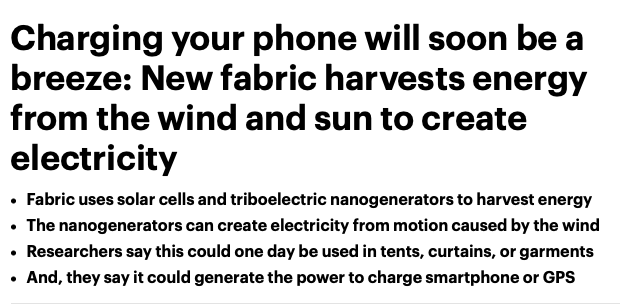 Charging your phone will soon be a
breeze: New fabric harvests energy
from the wind and sun to create
electricity
• Fabric uses solar cells and triboelectric nanogenerators to harvest energy
• The nanogenerators can create electricity from motion caused by the wind
• Researchers say this could one day be used in tents, curtains, or garments
• And, they say it could generate the power to charge smartphone or GPS